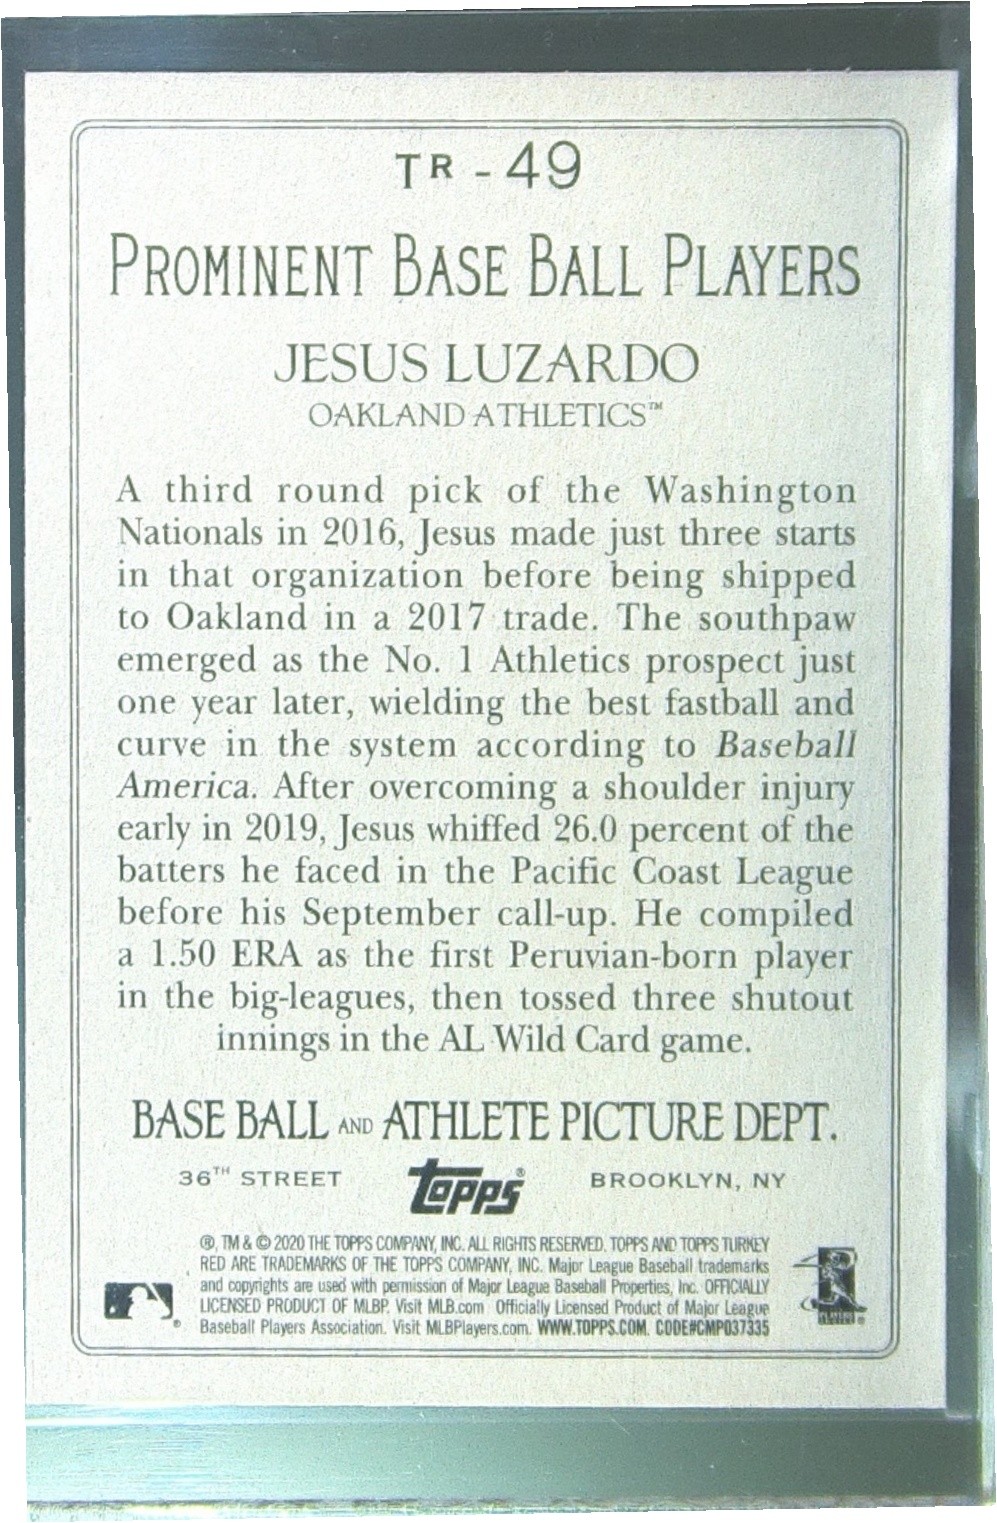 TR - 49
PROMINENT BASE BALL PLAYERS
JESUS LUZARDO
OAKLAND ATHLETICS™
A third round pick of the Washington
Nationals in 2016, Jesus made just three starts
in that organization before being shipped
to Oakland in a 2017 trade. The southpaw
emerged as the No. 1 Athletics prospect just
one year later, wielding the best fastball and
curve in the system according to Baseball
America. After overcoming a shoulder injury
early in 2019, Jesus whiffed 26.0 percent of the
batters he faced in the Pacific Coast League
before his September call-up. He compiled
a 1.50 ERA as the first Peruvian-born player
in the big-leagues, then tossed three shutout
innings in the AL Wild Card game.
BASE BALL AND ATHLETE PICTURE DEPT.
36TH STREET topps® BROOKLYN, NY
®, TM & © 2020 THE TOPPS COMPANY, INC. ALL RIGHTS RESERVED. TOPPS AND TOPPS TURKEY
RED ARE TRADEMARKS OF THE TOPPS COMPANY, INC. Major League Baseball trademarks
and copyrights are used with permission of Major League Baseball Properties, Inc. OFFICIALLY
LICENSED PRODUCT OF MLBP. Visit MLB.com Officially Licensed Product of Major League
Baseball Players Association. Visit MLBPlayers.com. WWW.TOPPS.COM. CODE#CMP037335